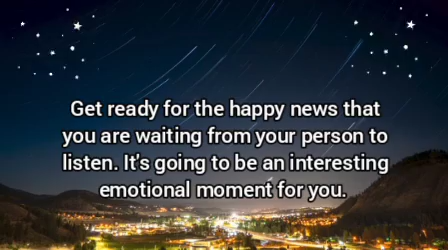 Get ready for the happy news that
you are waiting from your person to
listen. It's going to be an interesting
emotional moment for you.